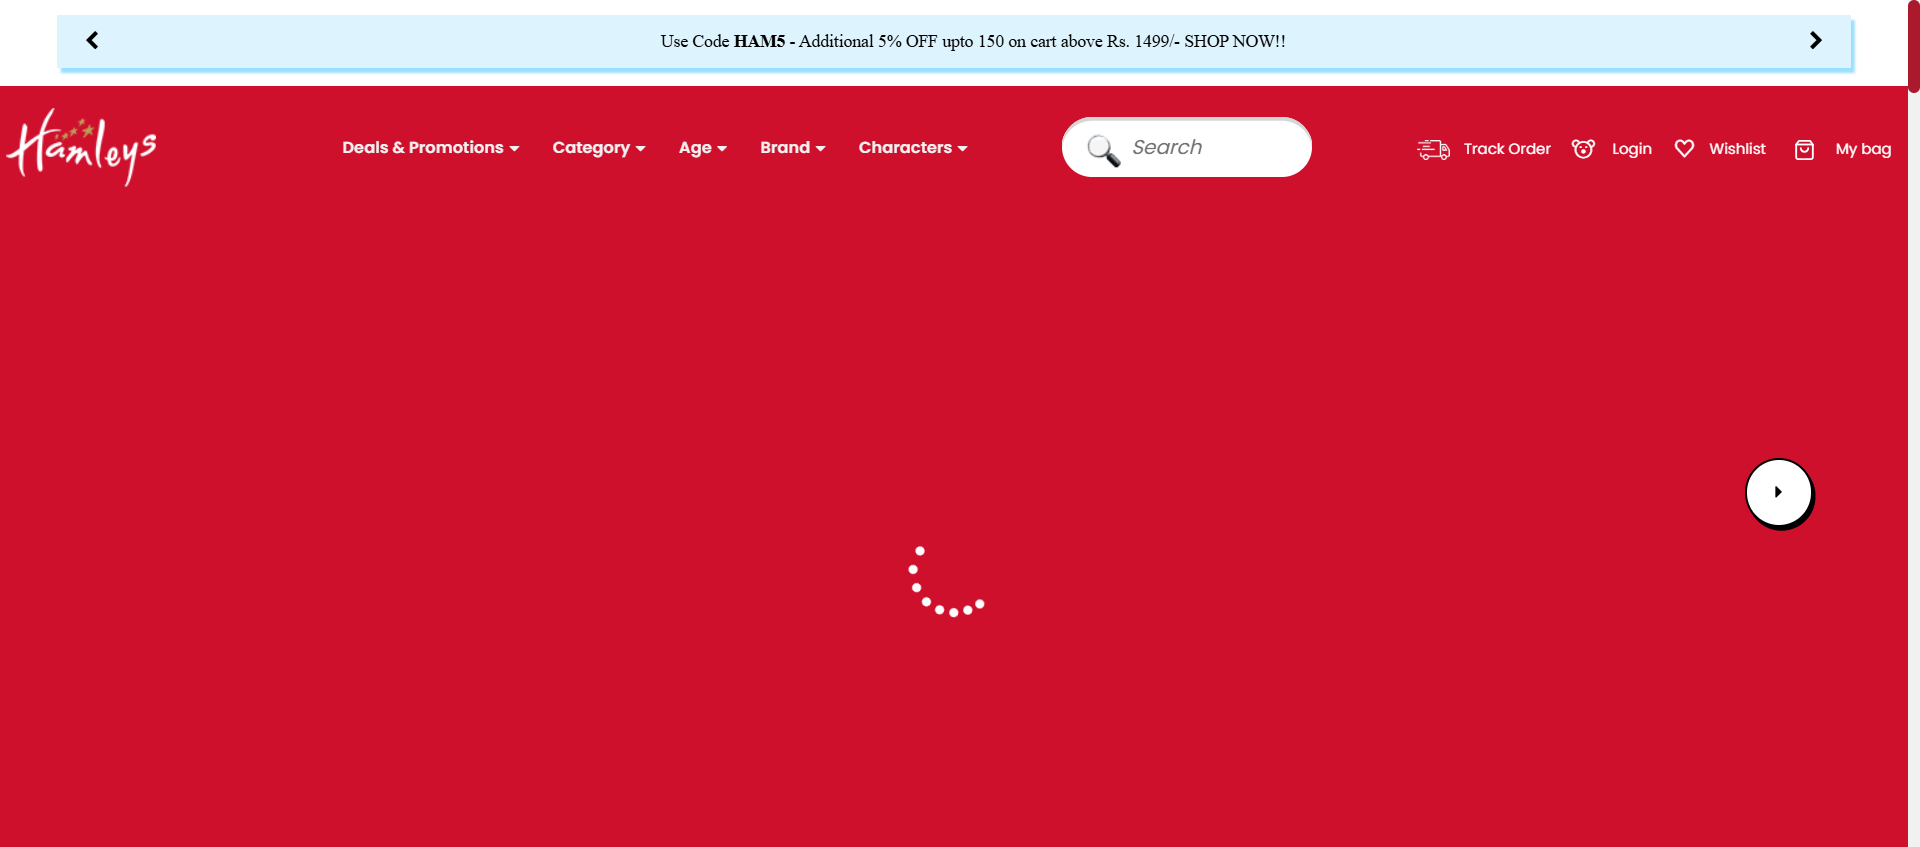 Use Code HAM5 - Additional 5% OFF upto 150 on cart above Rs. 1499/- SHOP NOW!!
Hamleys
Deals & Promotions
Category
Age
Brand
Characters
Search
Track Order
Login
Wishlist
My bag